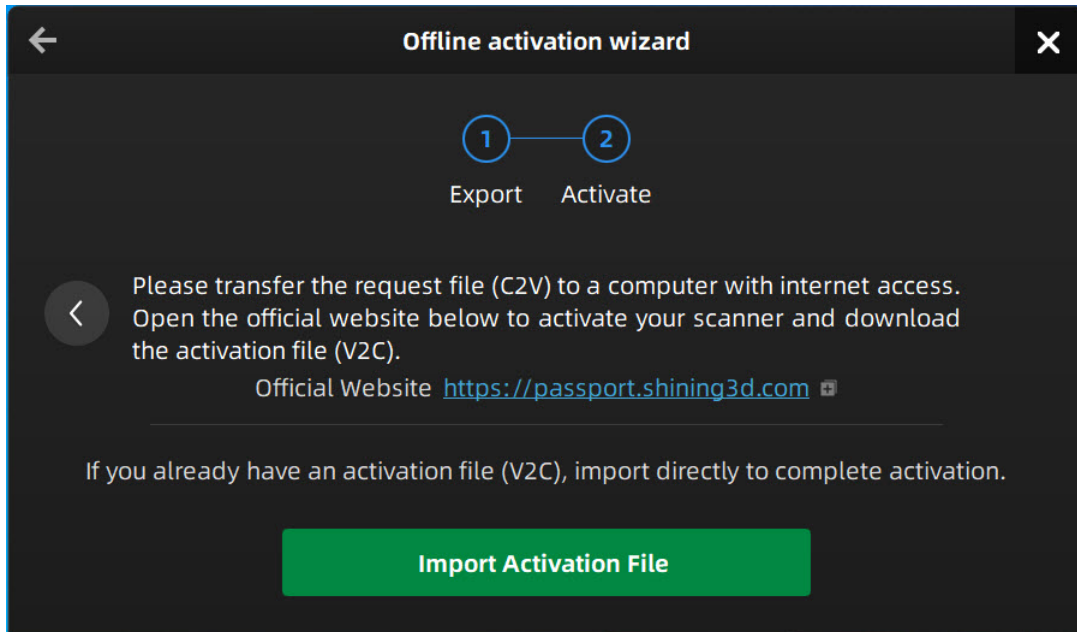 Offline activation wizard
1 2
Export Activate
Please transfer the request file (C2V) to a computer with internet access.
Open the official website below to activate your scanner and download
the activation file (V2C).
Official Website https://passport.shining3d.com
If you already have an activation file (V2C), import directly to complete activation.
Import Activation File